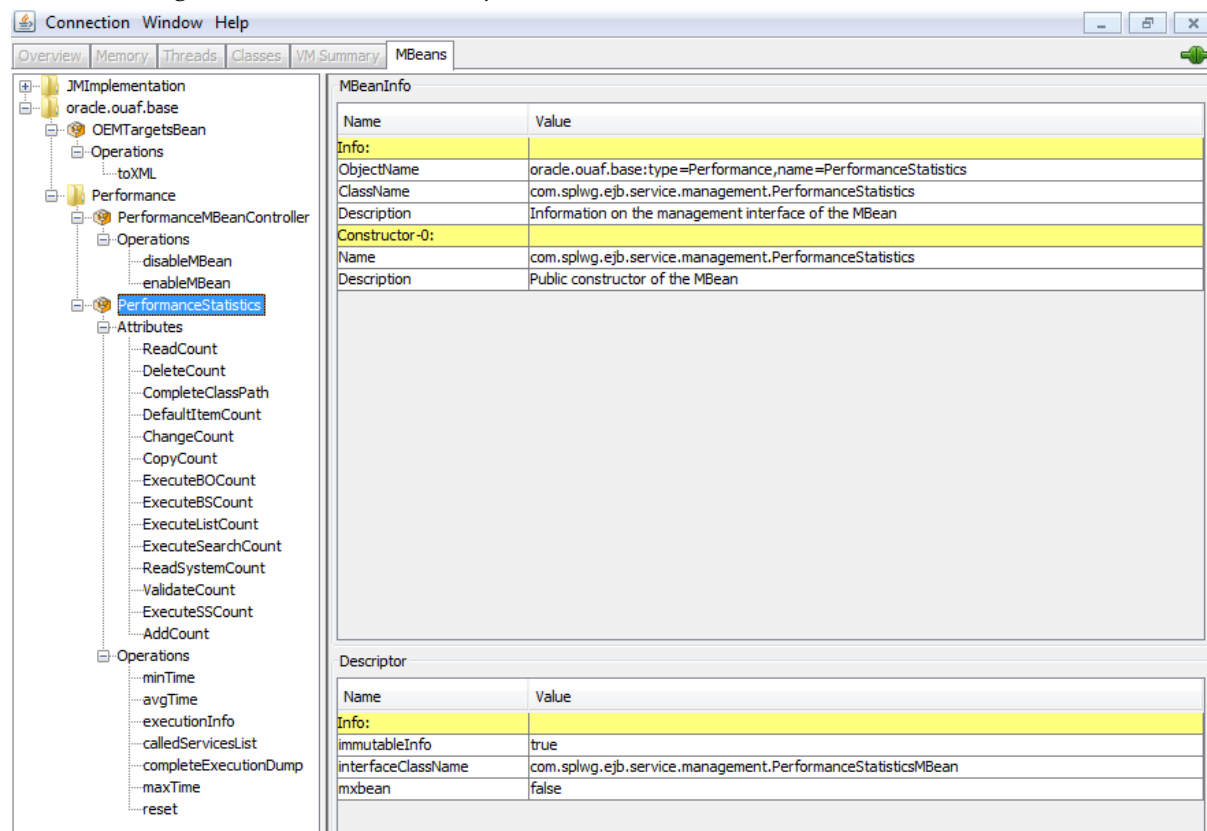 Connection Window Help
Overview Memory Threads Classes VM Summary MBeans
JMImplementation
oracle.ouaf.base
OEMTargetsBean
Operations
toXML
Performance
PerformanceMBeanController
Operations
disableMBean
enableMBean
PerformanceStatistics
Attributes
ReadCount
DeleteCount
CompleteClassPath
DefaultItemCount
ChangeCount
CopyCount
ExecuteBOCount
ExecuteBSCount
ExecuteListCount
ExecuteSearchCount
ReadSystemCount
ValidateCount
ExecuteSSCount
AddCount
Operations
minTime
avgTime
executionInfo
calledServicesList
completeExecutionDump
maxTime
reset
MBeanInfo
Name Value
Info:
ObjectName oracle.ouaf.base:type=Performance,name=PerformanceStatistics
ClassName com.splwg.ejb.service.management.PerformanceStatistics
Description Information on the management interface of the MBean
Constructor-0:
Name com.splwg.ejb.service.management.PerformanceStatistics
Description Public constructor of the MBean
Descriptor
Name Value
Info:
immutableInfo true
interfaceClassName com.splwg.ejb.service.management.PerformanceStatisticsMBean
mxbean false